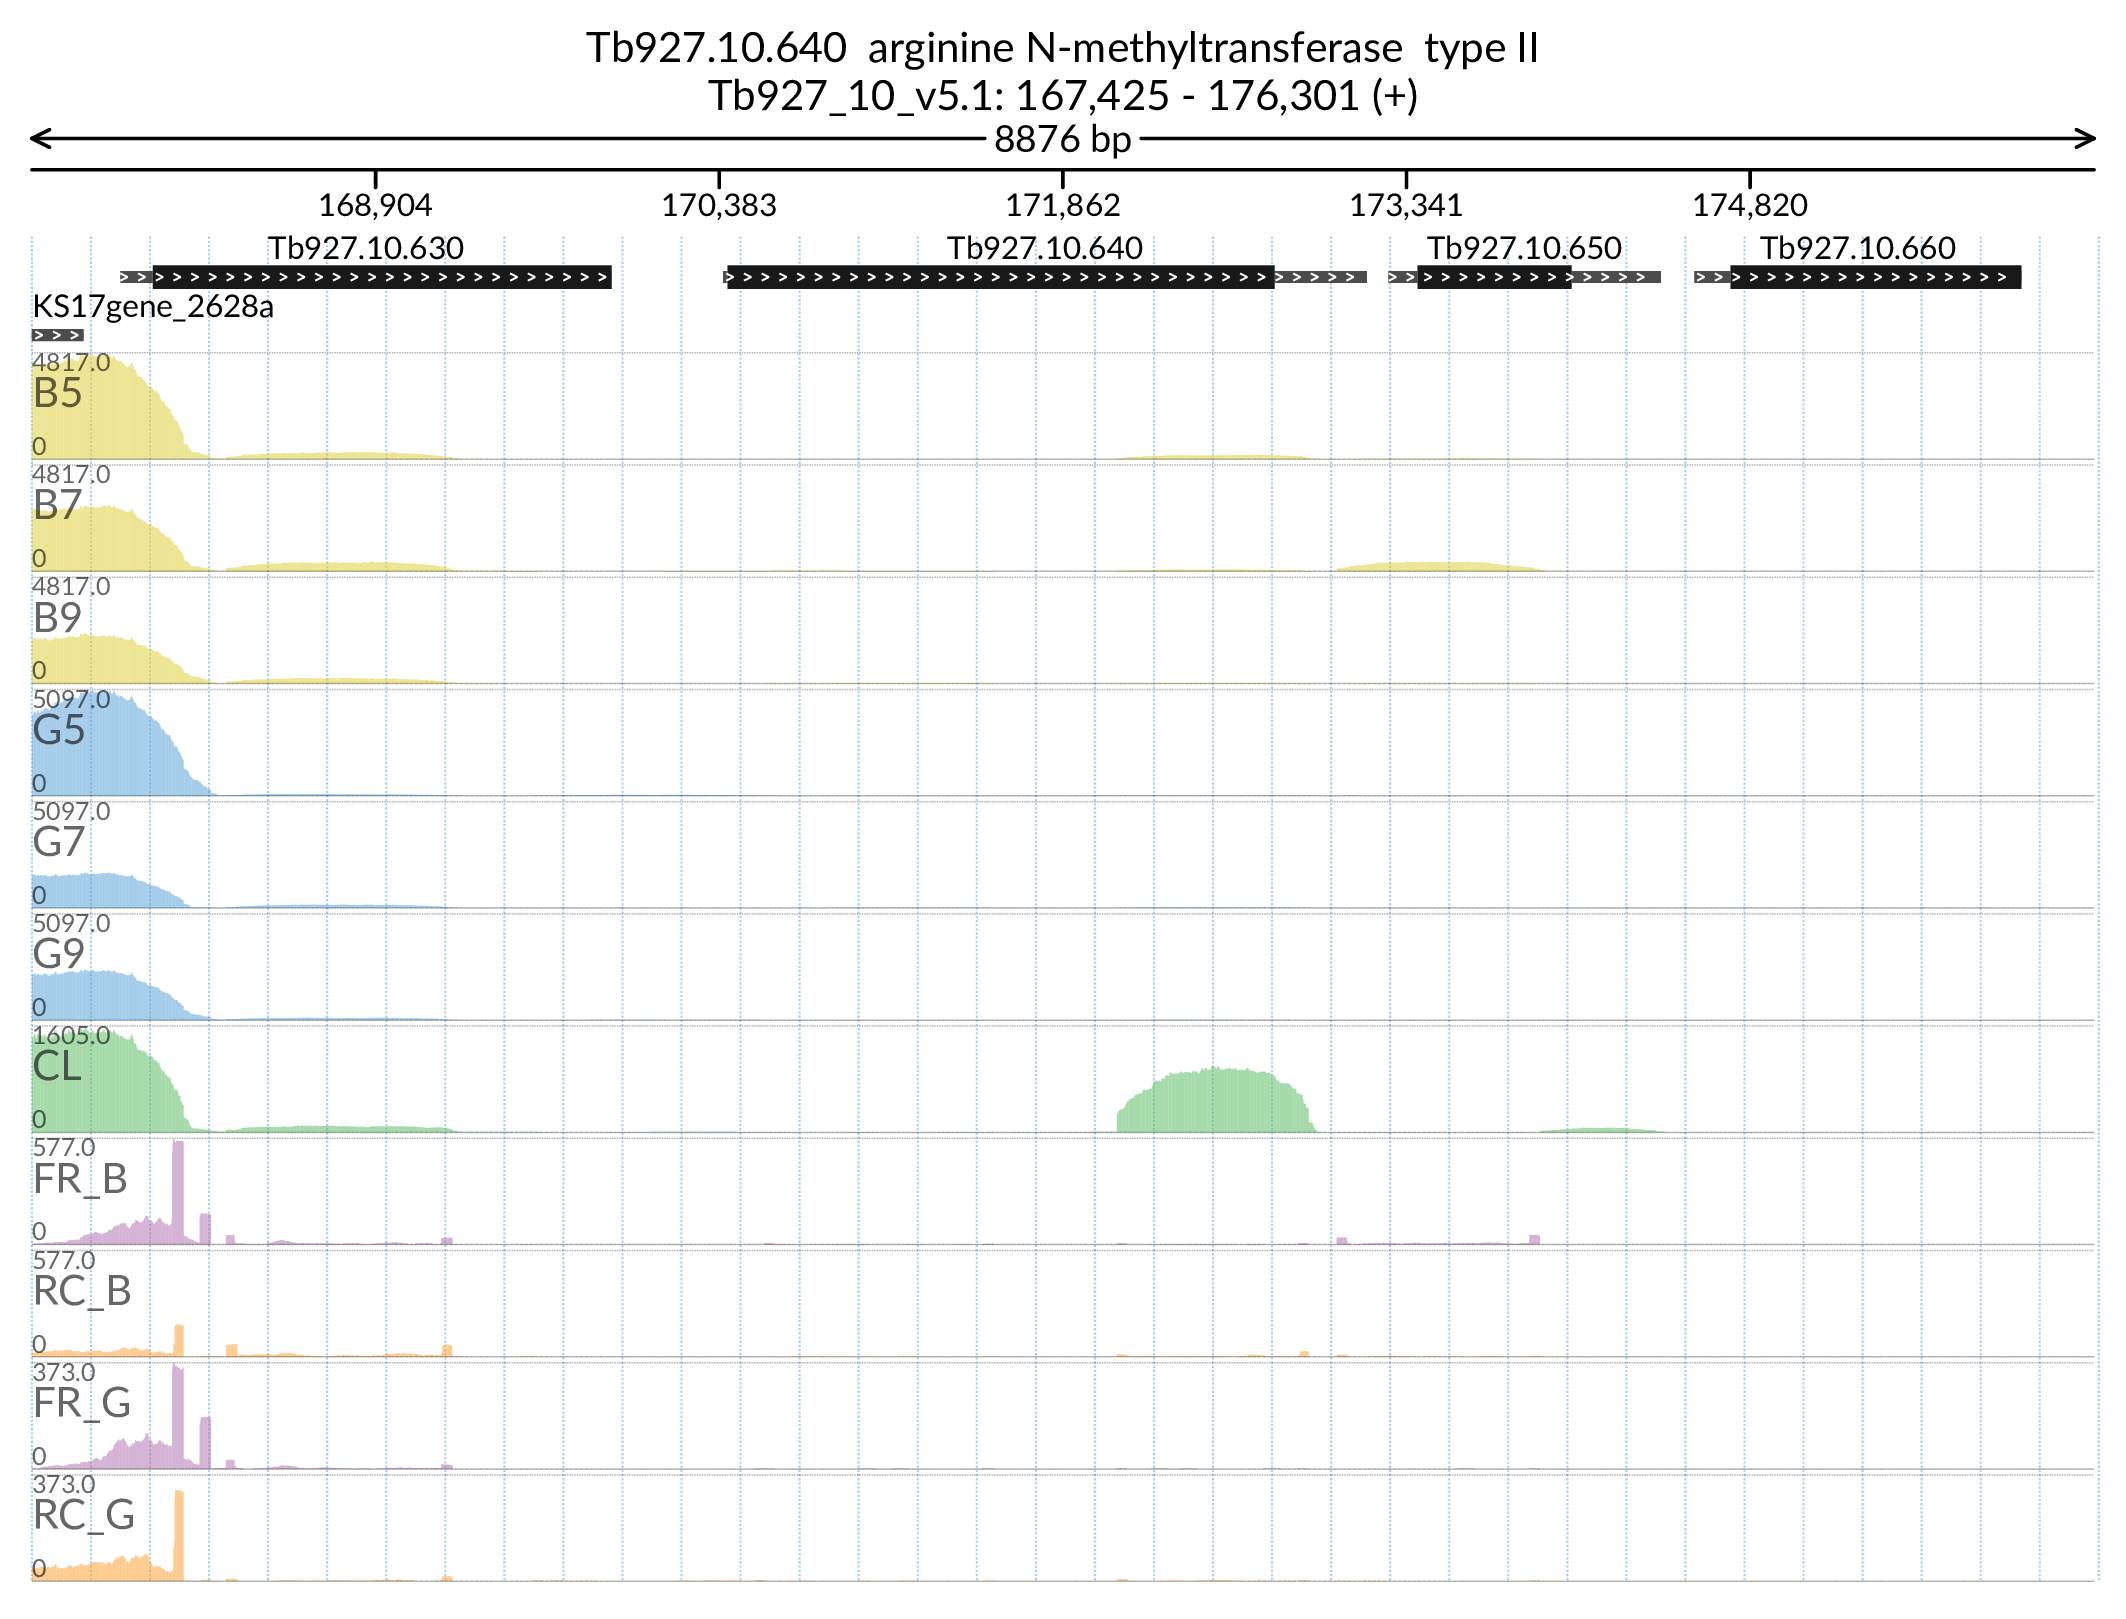 Tb927.10.640 arginine N-methyltransferase type II
Tb927_10_v5.1: 167,425 - 176,301 (+)
8876 bp
168,904 170,383 171,862 173,341 174,820
Tb927.10.630 Tb927.10.640 Tb927.10.650 Tb927.10.660
KS17gene_2628a
4817.0
B5
0
4817.0
B7
0
4817.0
B9
0
5097.0
G5
0
5097.0
G7
0
5097.0
G9
0
1605.0
CL
0
577.0
FR_B
0
577.0
RC_B
0
373.0
FR_G
0
373.0
RC_G
0